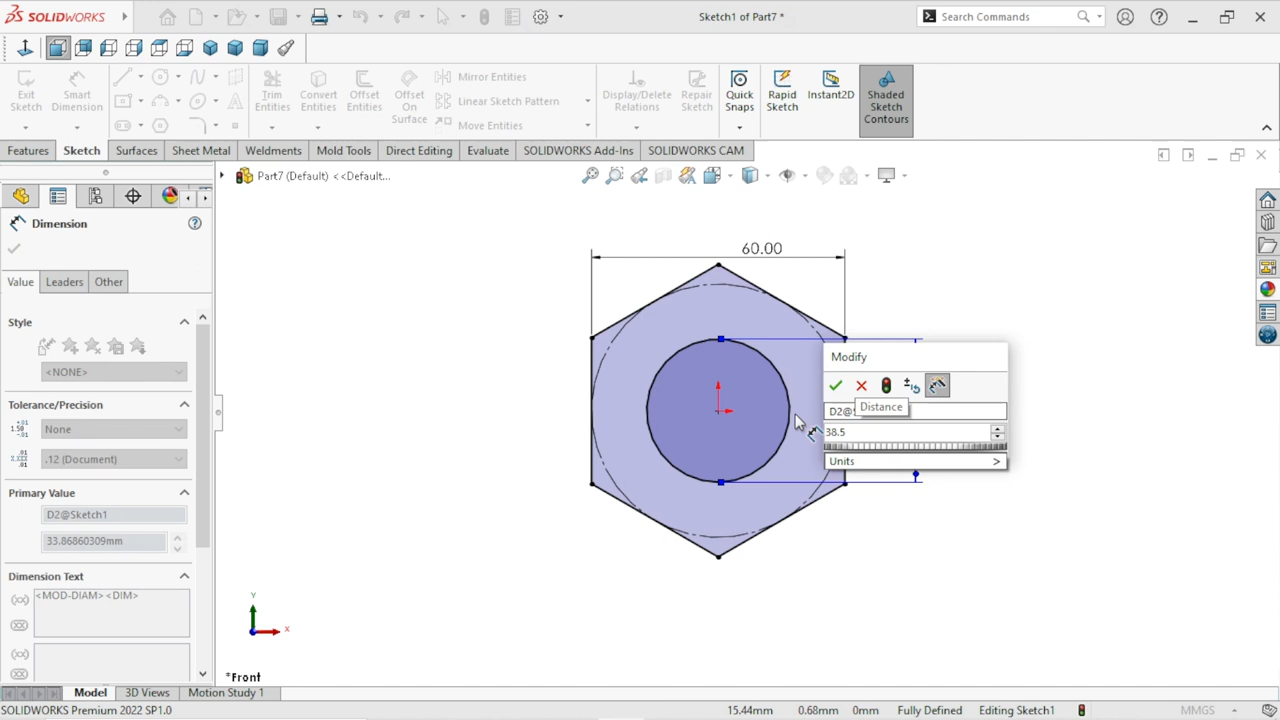 SOLIDWORKS
Sketch1 of Part7 *
Search Commands
Exit Sketch
Smart Dimension
Trim Entities
Convert Entities
Offset Entities
Offset On Surface
Mirror Entities
Linear Sketch Pattern
Move Entities
Display/Delete Relations
Repair Sketch
Quick Snaps
Rapid Sketch
Instant2D
Shaded Sketch Contours
Features
Sketch
Surfaces
Sheet Metal
Weldments
Mold Tools
Direct Editing
Evaluate
SOLIDWORKS Add-Ins
SOLIDWORKS CAM
Part7 (Default) <<Default...
Dimension
Value
Leaders
Other
Style
<NONE>
Tolerance/Precision
None
.12 (Document)
Primary Value
D2@Sketch1
33.86860309mm
Dimension Text
<MOD-DIAM> <DIM>
60.00
Modify
Distance
D2@
38.5
Units
Y
X
*Front
Model
3D Views
Motion Study 1
SOLIDWORKS Premium 2022 SP1.0
15.44mm
0.68mm
0mm
Fully Defined
Editing Sketch1
MMGS